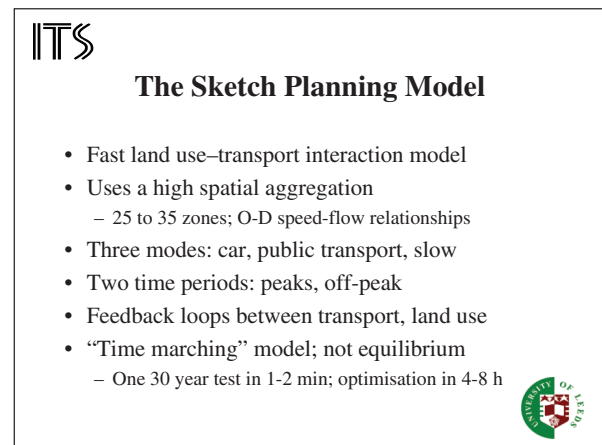 ITS
The Sketch Planning Model
• Fast land use–transport interaction model
• Uses a high spatial aggregation
– 25 to 35 zones; O-D speed-flow relationships
• Three modes: car, public transport, slow
• Two time periods: peaks, off-peak
• Feedback loops between transport, land use
• “Time marching” model; not equilibrium
– One 30 year test in 1-2 min; optimisation in 4-8 h
UNIVERSITY OF LEEDS